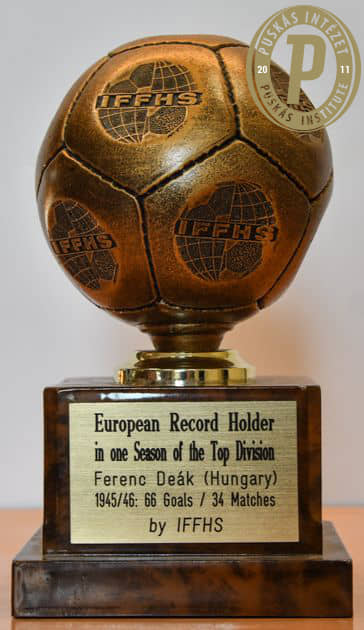 PUSKÁS INTÉZET
20 P 11
PUSKÁS INSTITUTE
IFFHS
IFFHS
IFFHS
European Record Holder
in one Season of the Top Division
Ferenc Deák (Hungary)
1945/46: 66 Goals / 34 Matches
by IFFHS